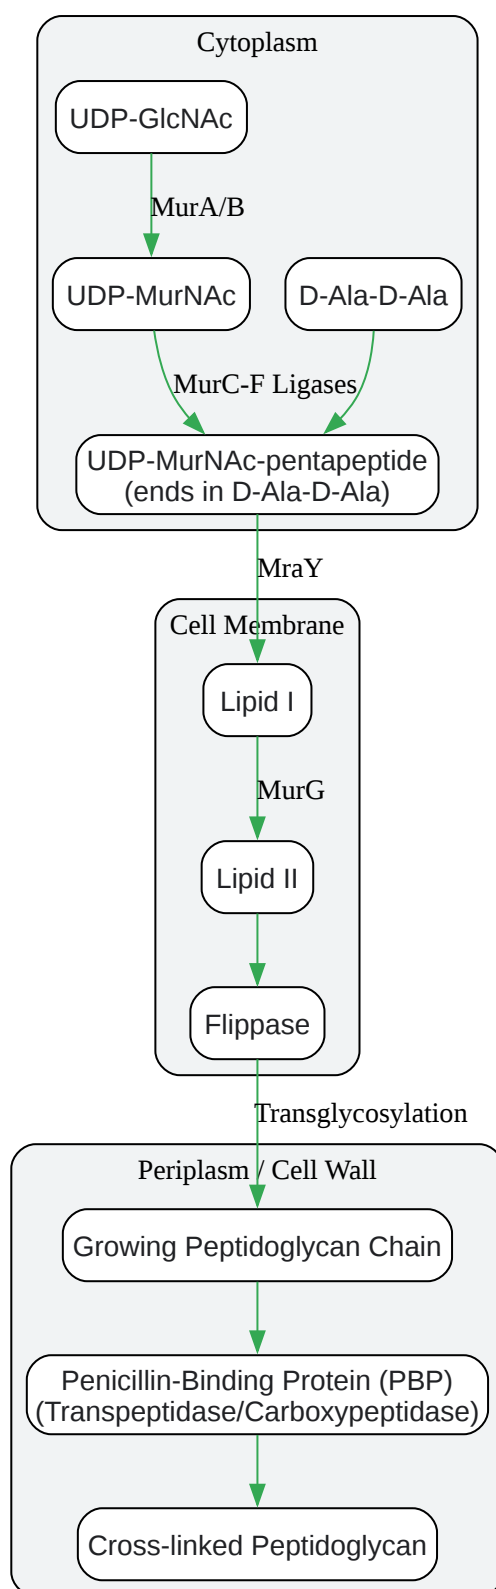 Cytoplasm
UDP-GlcNAc
MurA/B
UDP-MurNAc
D-Ala-D-Ala
MurC-F Ligases
UDP-MurNAc-pentapeptide
(ends in D-Ala-D-Ala)
MraY
Cell Membrane
Lipid I
MurG
Lipid II
Flippase
Transglycosylation
Periplasm / Cell Wall
Growing Peptidoglycan Chain
Penicillin-Binding Protein (PBP)
(Transpeptidase/Carboxypeptidase)
Cross-linked Peptidoglycan